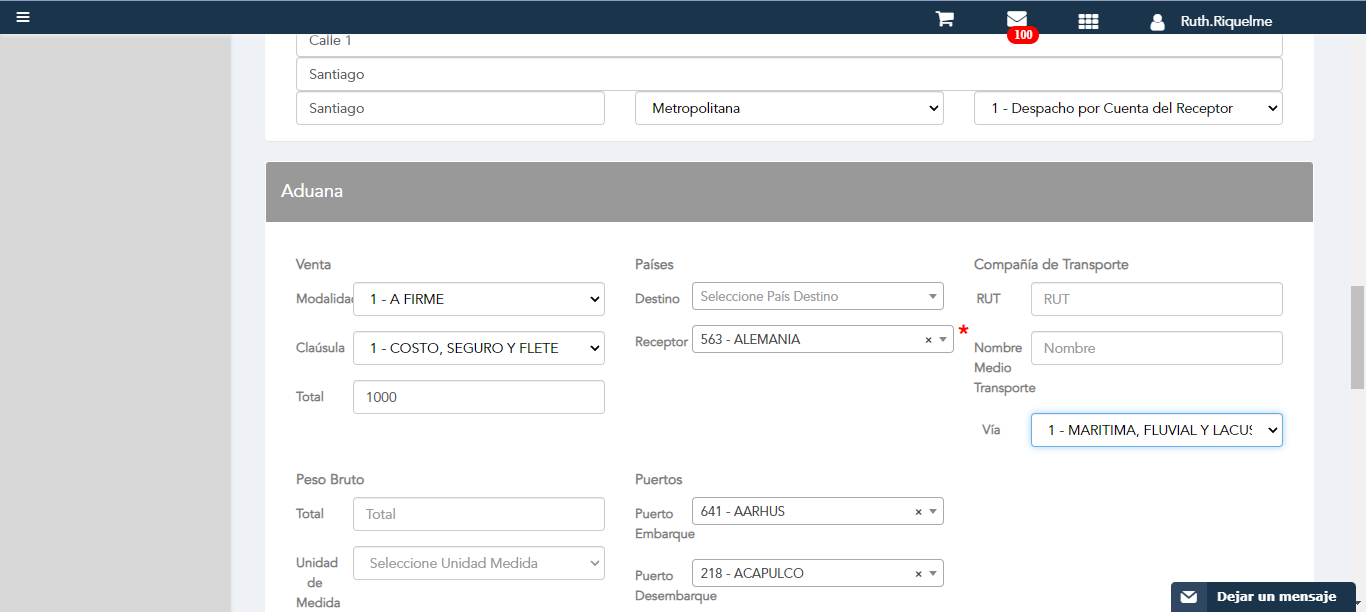 Ruth.Riquelme
100
Calle 1
Santiago
Santiago
Metropolitana
1 - Despacho por Cuenta del Receptor
Aduana
Venta
Países
Compañía de Transporte
Modalidad
1 - A FIRME
Destino
Seleccione País Destino
RUT
RUT
Claúsula
1 - COSTO, SEGURO Y FLETE
Receptor
563 - ALEMANIA
×
*
Nombre
Medio
Transporte
Nombre
Total
1000
Vía
1 - MARITIMA, FLUVIAL Y LACUS
Peso Bruto
Puertos
Total
Total
Puerto
Embarque
641 - AARHUS
×
Unidad
de
Medida
Seleccione Unidad Medida
Puerto
Desembarque
218 - ACAPULCO
×
Dejar un mensaje